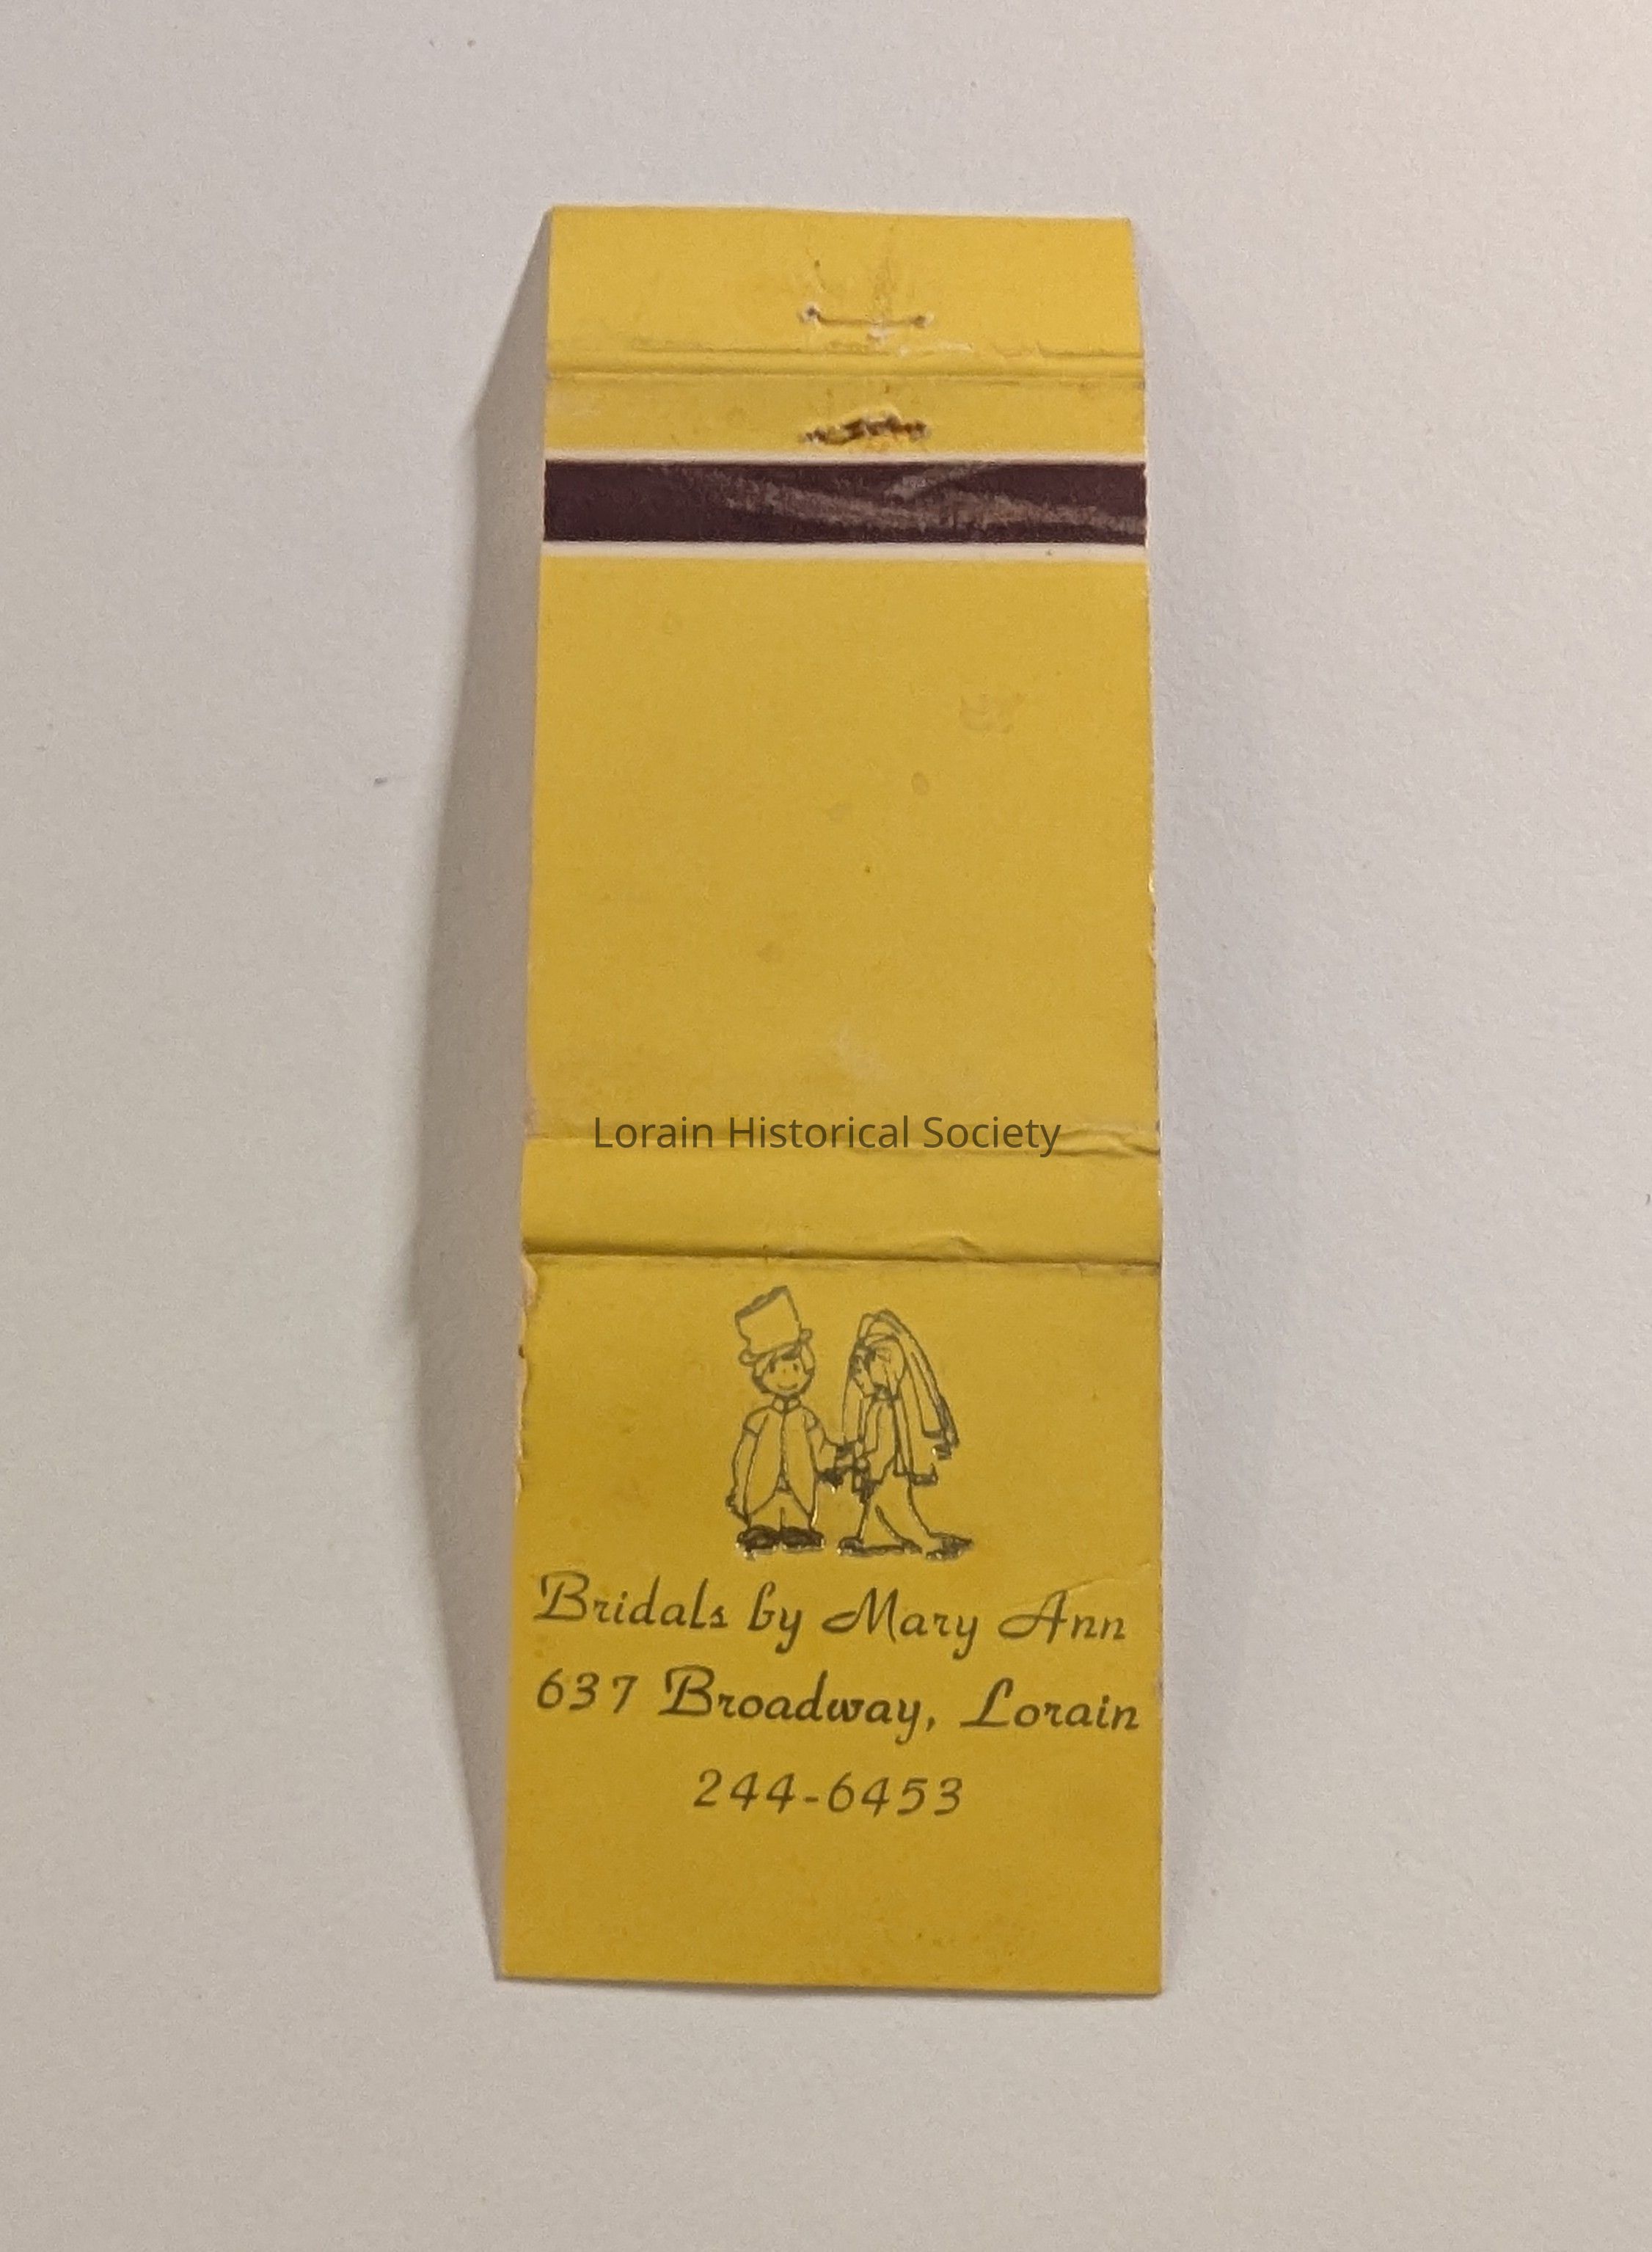 Lorain Historical Society
Bridals by Mary Ann
637 Broadway, Lorain
244-6453